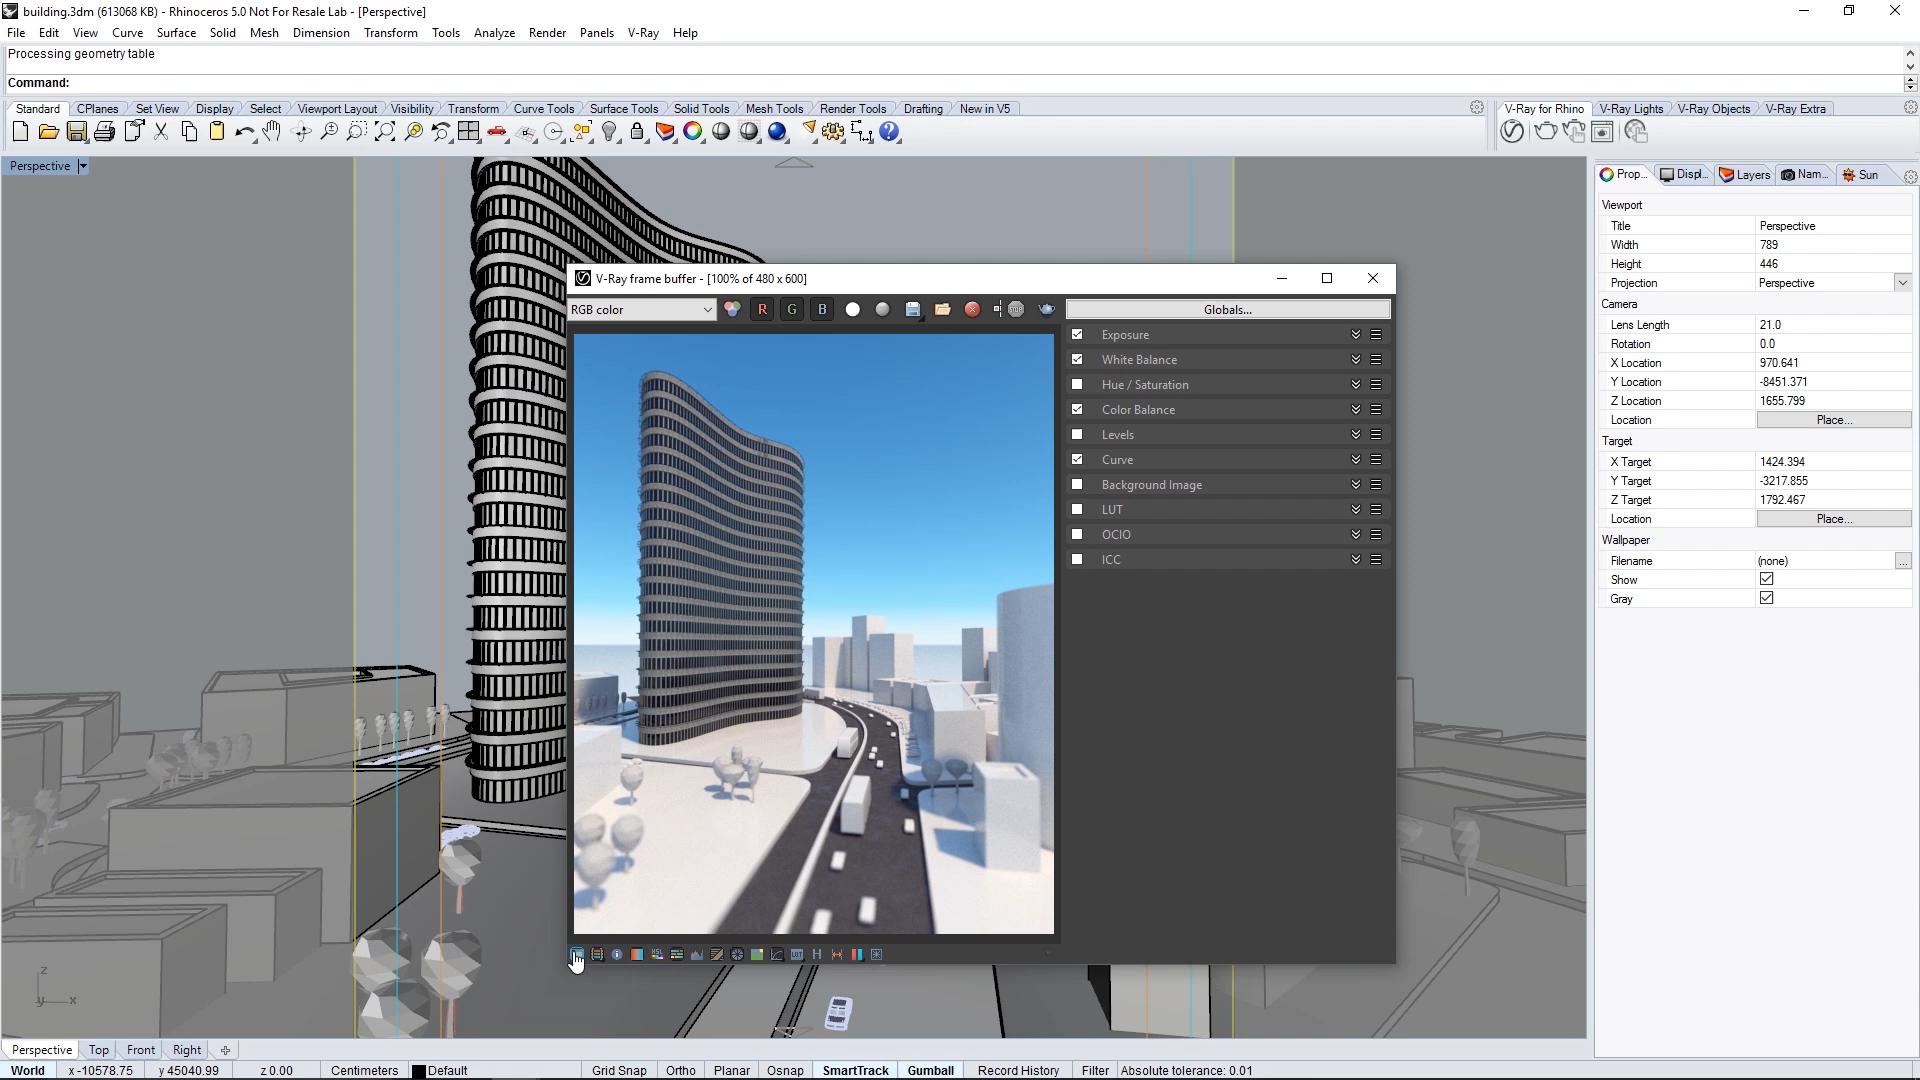 building.3dm (613068 KB) - Rhinoceros 5.0 Not For Resale Lab - [Perspective]
File Edit View Curve Surface Solid Mesh Dimension Transform Tools Analyze Render Panels V-Ray Help
Processing geometry table
Command:
Standard CPlanes Set View Display Select Viewport Layout Visibility Transform Curve Tools Surface Tools Solid Tools Mesh Tools Render Tools Drafting New in V5 V-Ray for Rhino V-Ray Lights V-Ray Objects V-Ray Extra
Perspective
Prop... Displ... Layers Nam... Sun
Viewport
Title Perspective
Width 789
Height 446
Projection Perspective
Camera
Lens Length 21.0
Rotation 0.0
X Location 970.641
Y Location -8451.371
Z Location 1655.799
Location Place...
Target
X Target 1424.394
Y Target -3217.855
Z Target 1792.467
Location Place...
Wallpaper
Filename (none) ...
Show
Gray
V-Ray frame buffer - [100% of 480 x 600]
RGB color R G B STOP Globals...
Exposure
White Balance
Hue / Saturation
Color Balance
Levels
Curve
Background Image
LUT
OCIO
ICC
HSL LUT H
z
y x
Perspective Top Front Right
World x -10578.75 y 45040.99 z 0.00 Centimeters Default Grid Snap Ortho Planar Osnap SmartTrack Gumball Record History Filter Absolute tolerance: 0.01